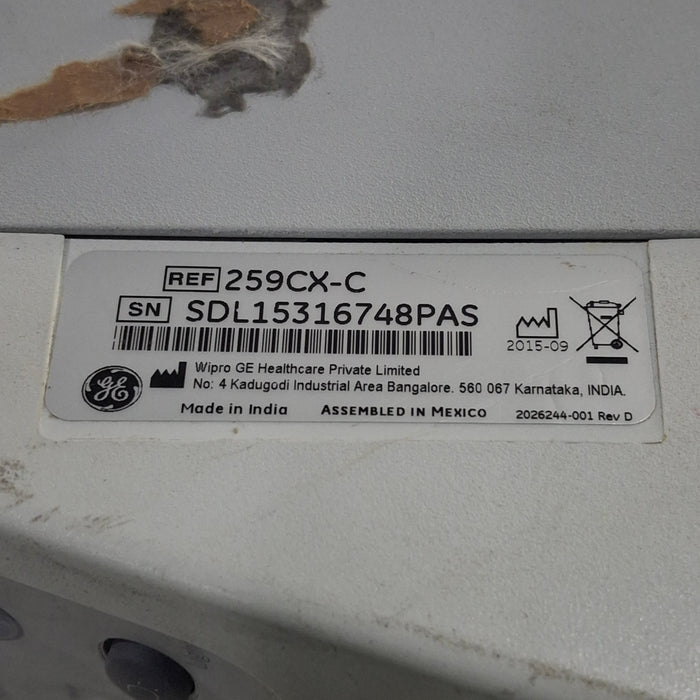 REF 259CX-C
SN SDL15316748PAS
2015-09
GE
Wipro GE Healthcare Private Limited
No: 4 Kadugodi Industrial Area Bangalore. 560 067 Karnataka, INDIA.
Made in India ASSEMBLED IN MEXICO 2026244-001 Rev D